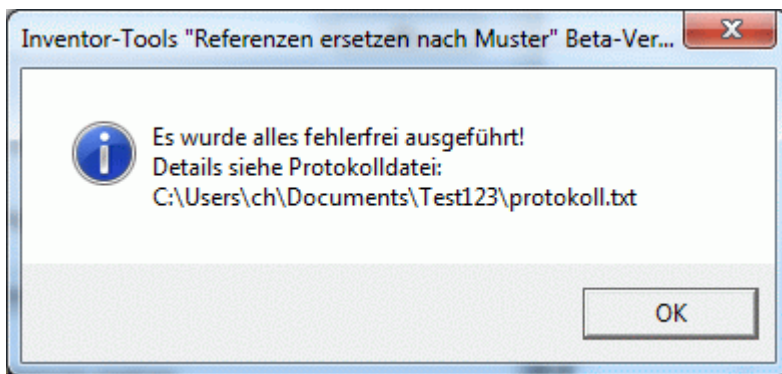 Inventor-Tools "Referenzen ersetzen nach Muster" Beta-Ver...
Es wurde alles fehlerfrei ausgeführt!
Details siehe Protokolldatei:
C:\Users\ch\Documents\Test123\protokoll.txt
OK